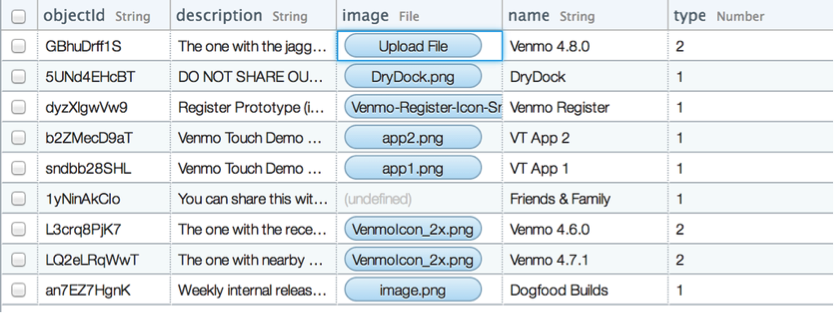 objectId String description String image File name String type Number
GBhuDrff1S The one with the jagg... Upload File Venmo 4.8.0 2
5UNd4EHcBT DO NOT SHARE OU... DryDock.png DryDock 1
dyzXlgwVw9 Register Prototype (i... Venmo-Register-Icon-Sr Venmo Register 1
b2ZMecD9aT Venmo Touch Demo ... app2.png VT App 2 1
sndbb28SHL Venmo Touch Demo ... app1.png VT App 1 1
1yNinAkClo You can share this wit... (undefined) Friends & Family 1
L3crq8PjK7 The one with the rece... VenmoIcon_2x.png Venmo 4.6.0 2
LQ2eLRqWwT The one with nearby ... VenmoIcon_2x.png Venmo 4.7.1 2
an7EZ7HgnK Weekly internal releas... image.png Dogfood Builds 1